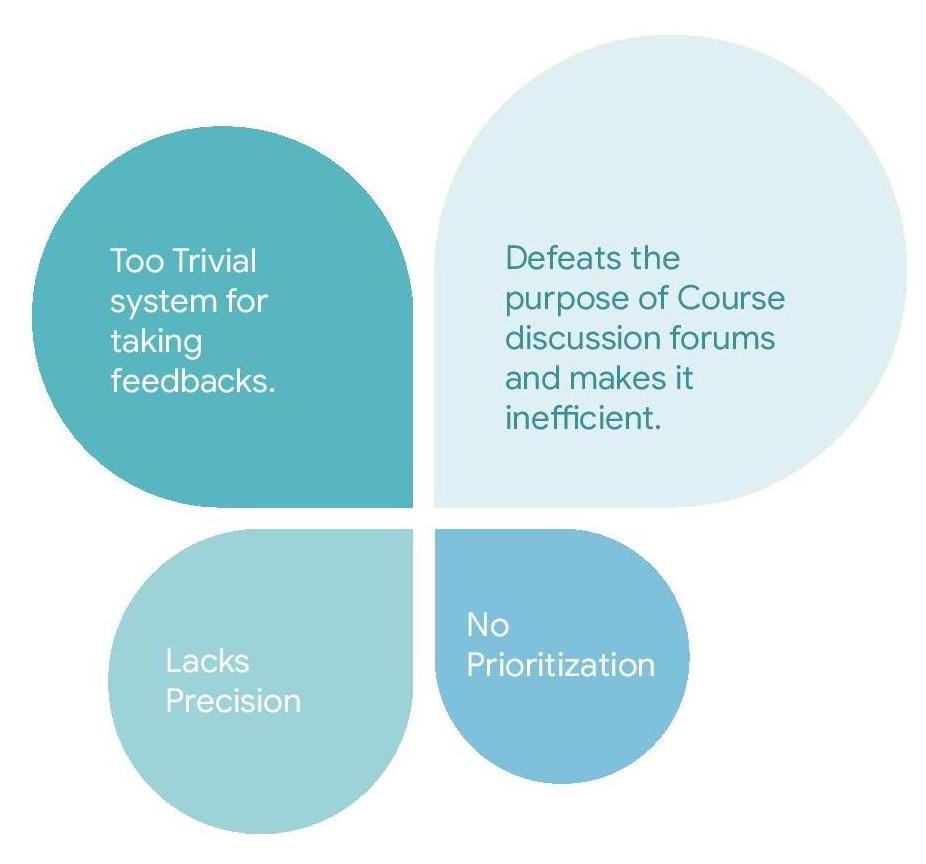 Too Trivial
system for
taking
feedbacks.
Defeats the
purpose of Course
discussion forums
and makes it
inefficient.
Lacks
Precision
No
Prioritization